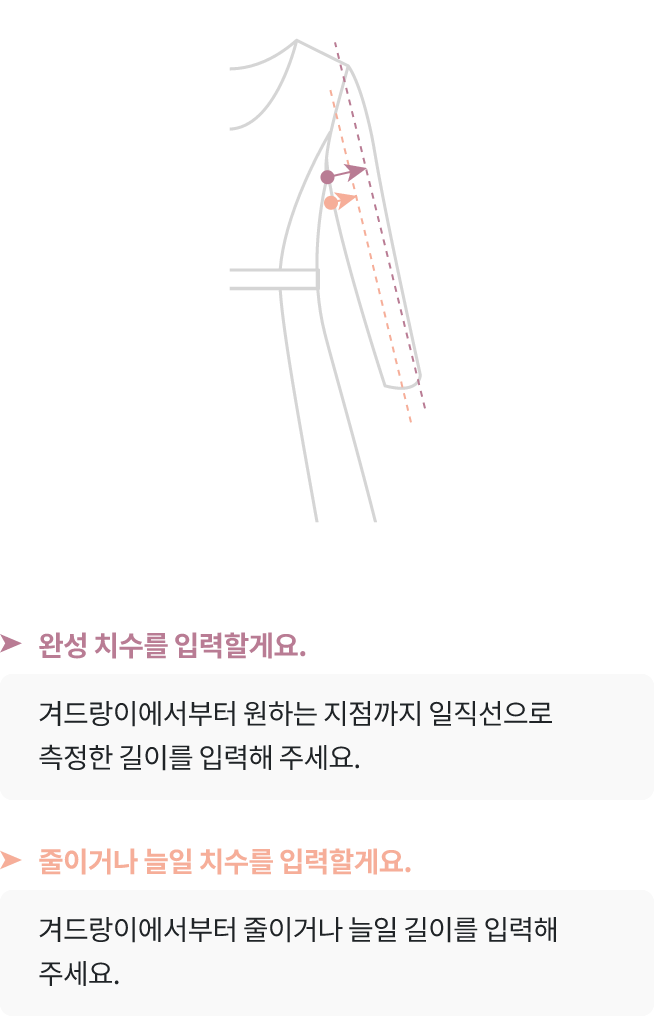 완성 치수를 입력할게요.
겨드랑이에서부터 원하는 지점까지 일직선으로
측정한 길이를 입력해 주세요.
줄이거나 늘일 치수를 입력할게요.
겨드랑이에서부터 줄이거나 늘일 길이를 입력해
주세요.